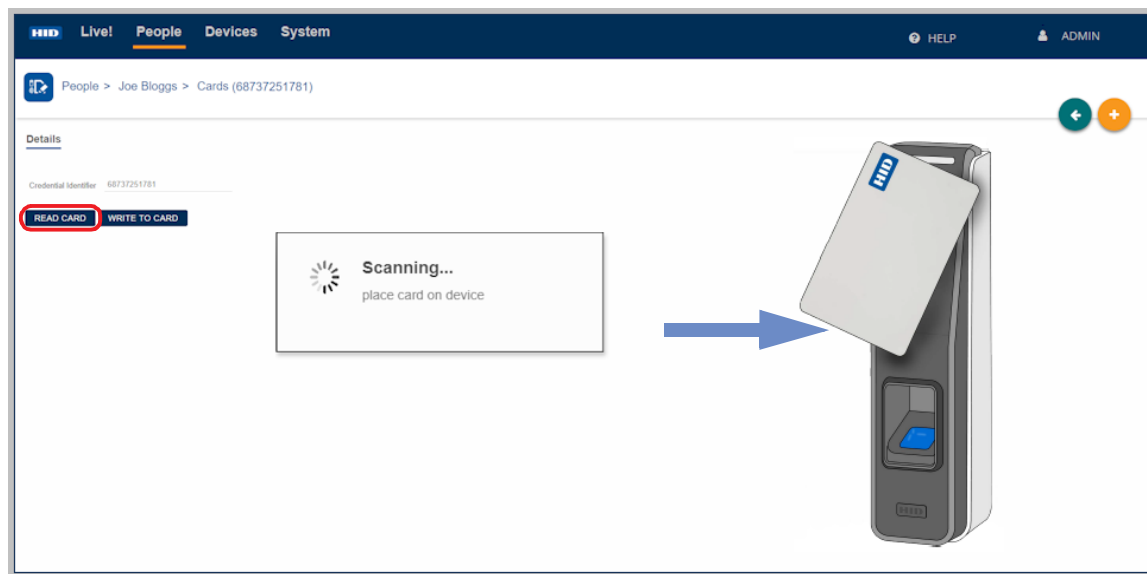 HID Live! People Devices System HELP ADMIN
People > Joe Bloggs > Cards (68737251781)
Details
Credential Identifier 68737251781
READ CARD WRITE TO CARD
Scanning...
place card on device
HID